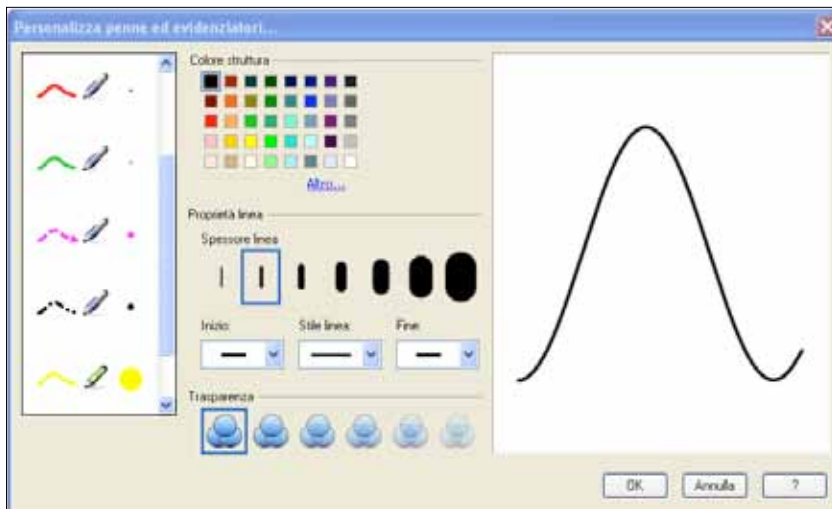 Personalizza penne ed evidenziatori...
Colore struttura
Altro...
Proprietà linea
Spessore linea
Inizio:
Stile linea:
Fine:
Trasparenza
OK
Annulla
?